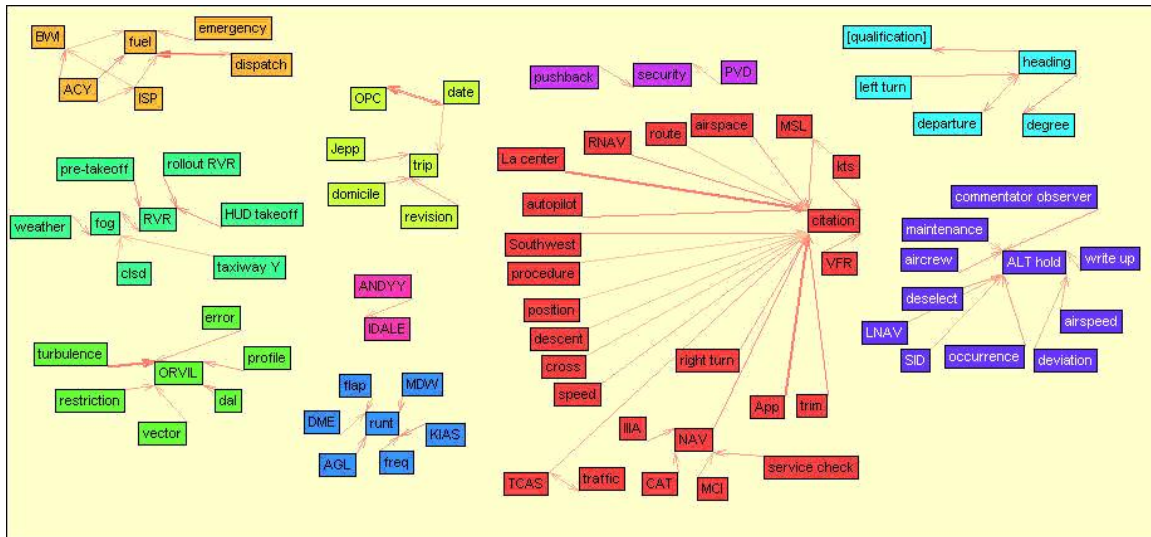 BWI
fuel
emergency
dispatch
ACY
ISP
OPC
date
Jepp
trip
domicile
revision
pushback
security
PVD
[qualification]
heading
left turn
departure
degree
pre-takeoff
rollout RVR
weather
fog
RVR
HUD takeoff
clsd
taxiway Y
RNAV
route
airspace
MSL
La center
kts
autopilot
citation
Southwest
VFR
procedure
position
descent
cross
speed
right turn
App
trim
IIIA
NAV
service check
TCAS
traffic
CAT
MCI
commentator observer
maintenance
aircrew
ALT hold
write up
deselect
LNAV
airspeed
SID
occurrence
deviation
ANDYY
IDALE
error
turbulence
profile
ORVIL
restriction
dal
vector
flap
MDW
DME
runt
KIAS
AGL
freq